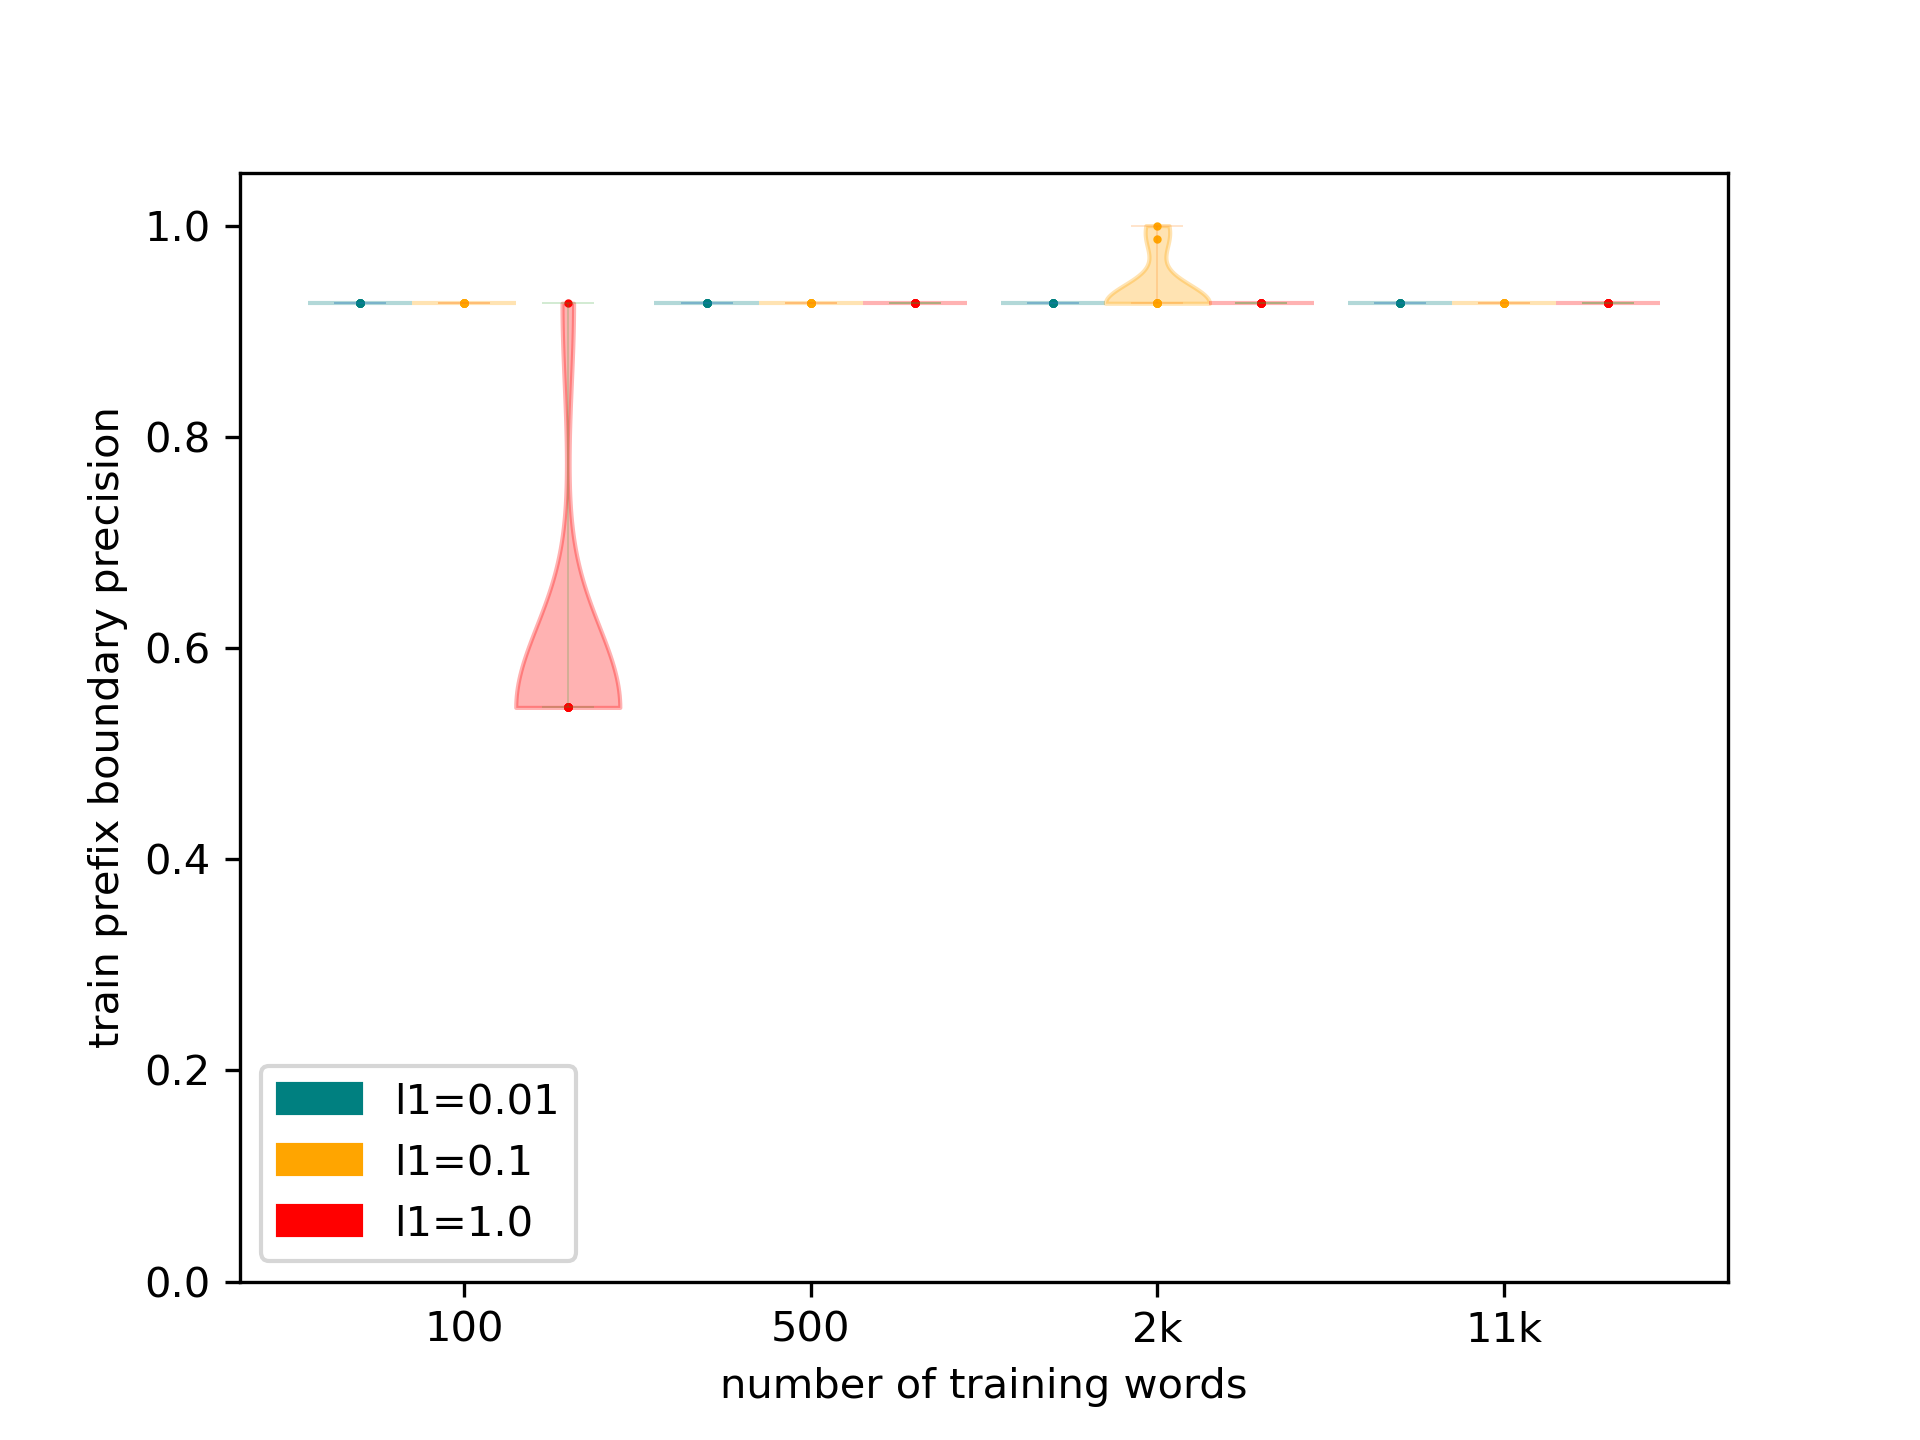 1.0
0.8
0.6
0.4
0.2
0.0
train prefix boundary precision
l1=0.01
l1=0.1
l1=1.0
100 500 2k 11k
number of training words